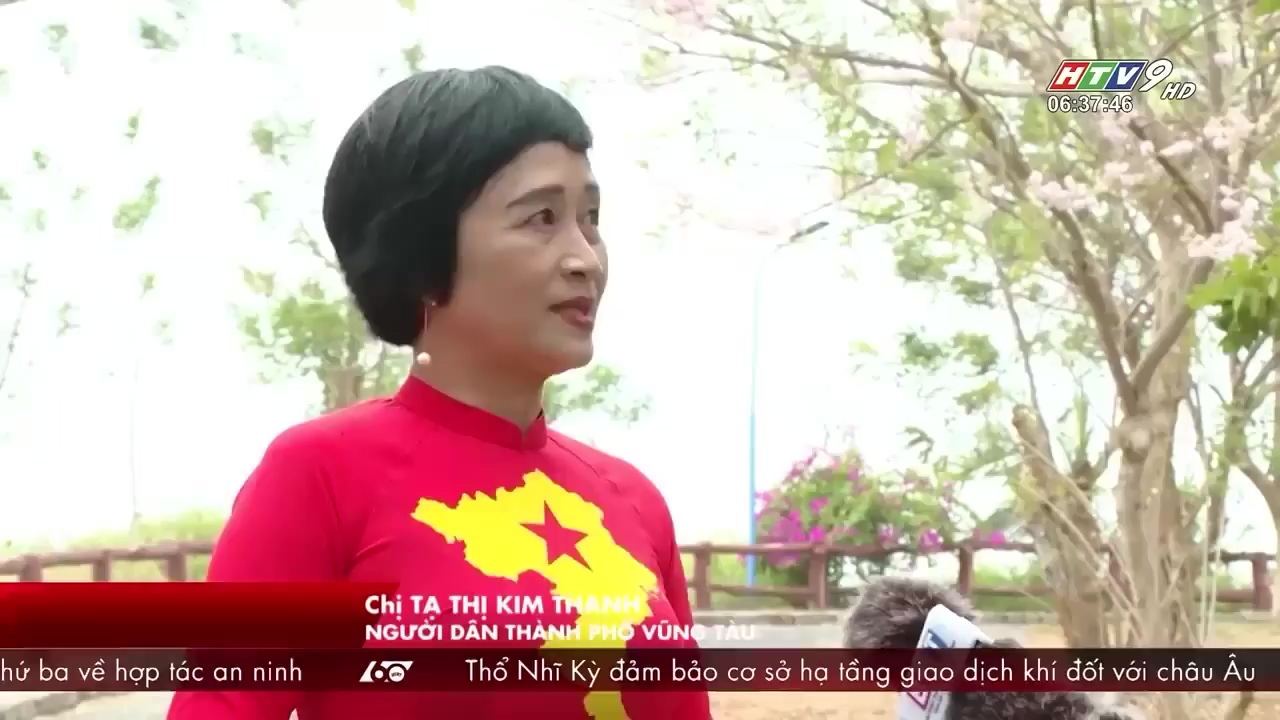 HTV9 HD
06:37:46
Chị TẠ THỊ KIM THANH
NGƯỜI DÂN THÀNH PHỐ VŨNG TÀU
hứ ba về hợp tác an ninh 60 giây Thổ Nhĩ Kỳ đảm bảo cơ sở hạ tầng giao dịch khí đốt với châu Âu